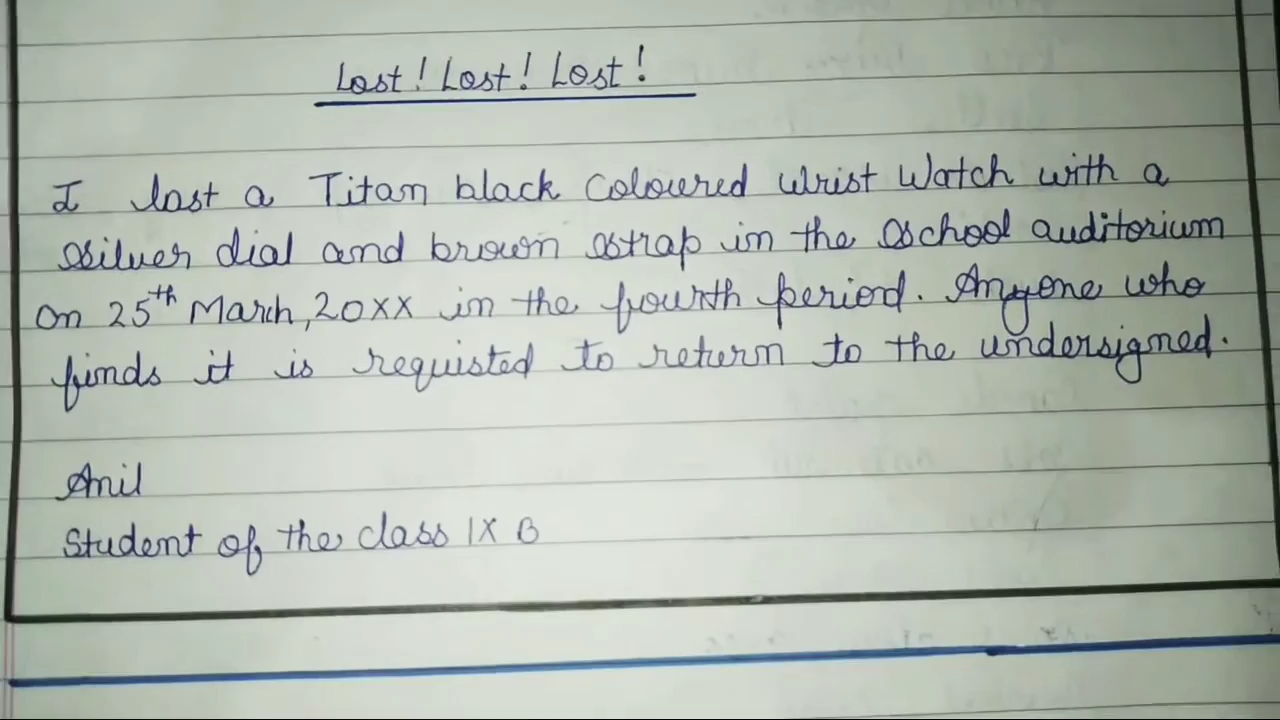 Lost! Lost! Lost!
I lost a Titan black coloured wrist watch with a
silver dial and brown strap in the school auditorium
on 25th March, 20XX in the fourth period. Anyone who
finds it is requisted to return to the undersigned.
Anil
Student of the class IX B